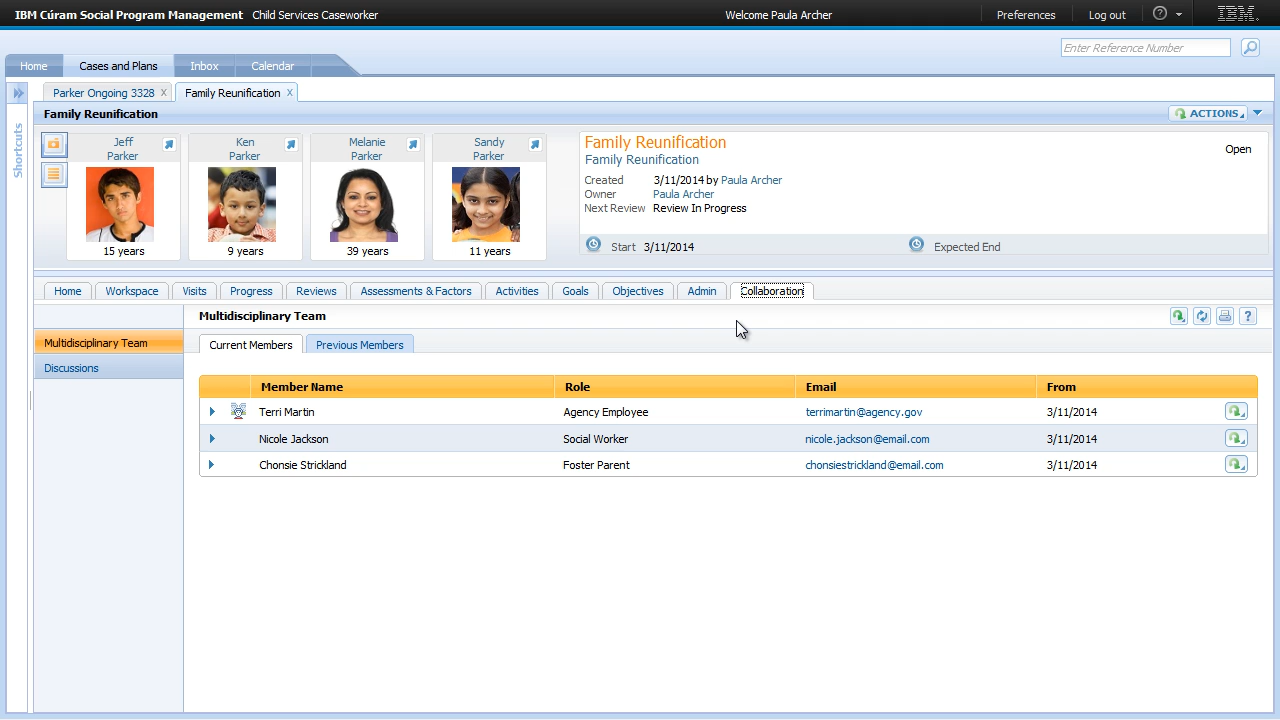 IBM Cúram Social Program Management Child Services Caseworker Welcome Paula Archer Preferences Log out ? IBM.
Enter Reference Number
Home Cases and Plans Inbox Calendar
Parker Ongoing 3328 X Family Reunification X
Family Reunification ACTIONS
Shortcuts
Jeff Parker
15 years
Ken Parker
9 years
Melanie Parker
39 years
Sandy Parker
11 years
Family Reunification
Open
Family Reunification
Created 3/11/2014 by Paula Archer
Owner Paula Archer
Next Review Review In Progress
Start 3/11/2014 Expected End
Home Workspace Visits Progress Reviews Assessments & Factors Activities Goals Objectives Admin Collaboration
Multidisciplinary Team ?
Multidisciplinary Team
Discussions
Current Members Previous Members
Member Name Role Email From
Terri Martin Agency Employee terrimartin@agency.gov 3/11/2014
Nicole Jackson Social Worker nicole.jackson@email.com 3/11/2014
Chonsie Strickland Foster Parent chonsiestrickland@email.com 3/11/2014